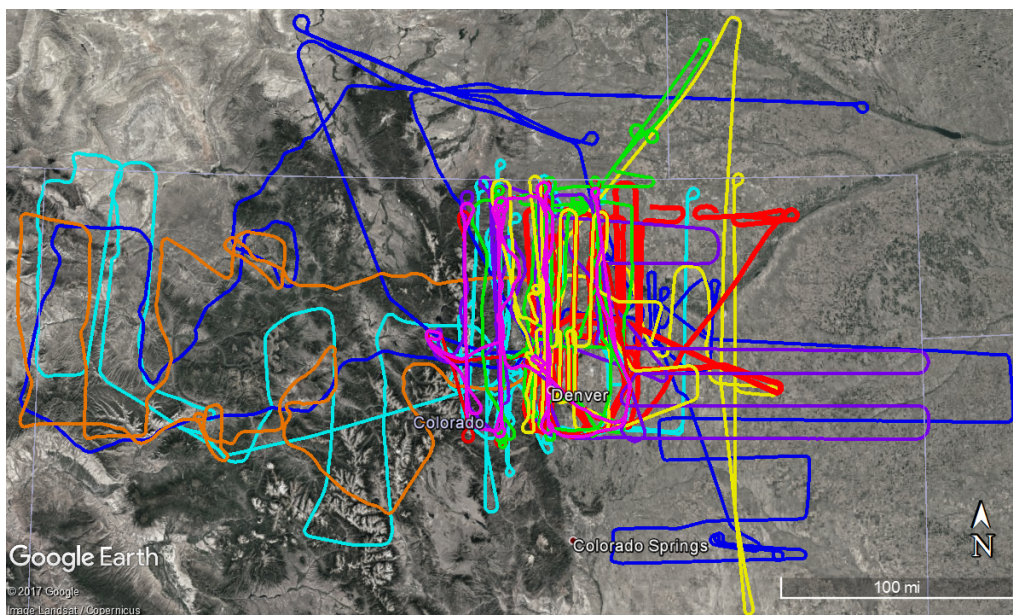 Denver
Colorado
Colorado Springs
Google Earth
N
© 2017 Google
100 mi
Image Landsat / Copernicus